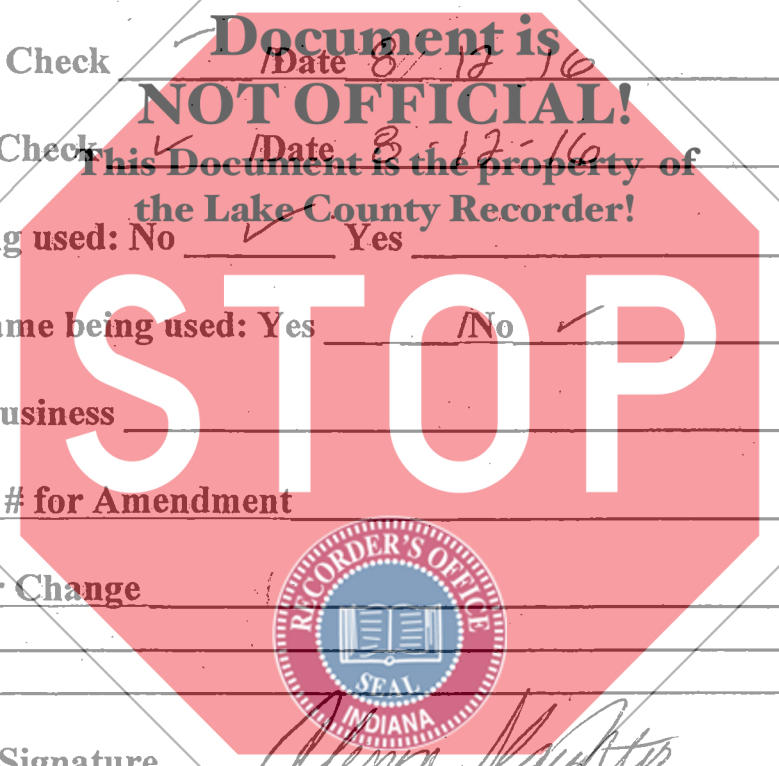 Document is
Check /Date 8/12/16
NOT OFFICIAL!
Check ✓ /Date 8-12-16
This Document is the property of
the Lake County Recorder!
g used: No ✓ Yes
me being used: Yes /No ✓
STOP
usiness
# for Amendment
RECORDER'S OFFICE
Change
SEAL
INDIANA
Signature